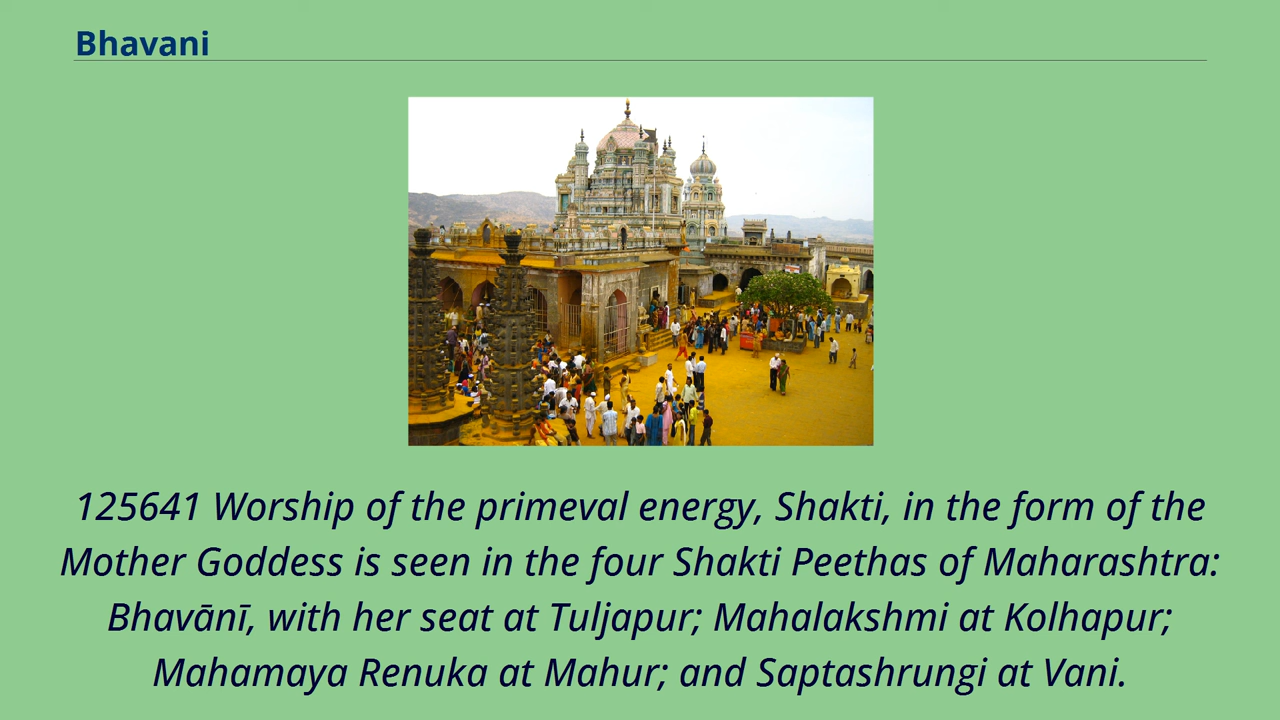 Bhavani
125641 Worship of the primeval energy, Shakti, in the form of the
Mother Goddess is seen in the four Shakti Peethas of Maharashtra:
Bhavānī, with her seat at Tuljapur; Mahalakshmi at Kolhapur;
Mahamaya Renuka at Mahur; and Saptashrungi at Vani.